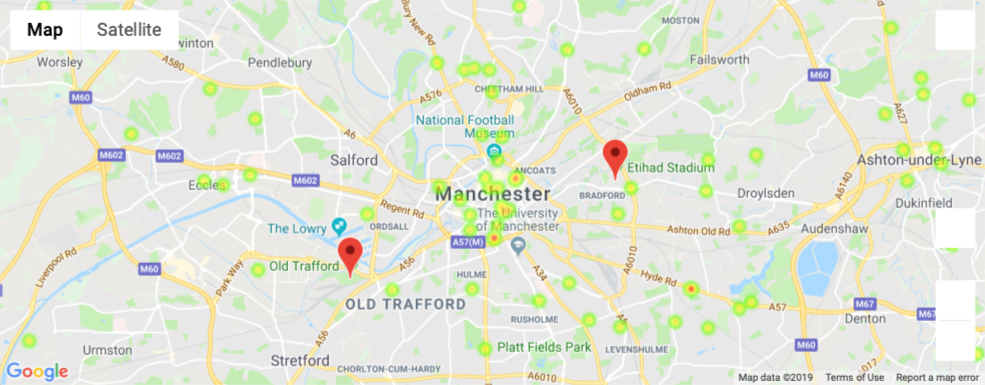 Map
Satellite
Bury New Rd
MOSTON
Swinton
Worsley
Pendlebury
Failsworth
A580
M60
M60
A576
CHEETHAM HILL
A6010
Oldham Rd
A627
National Football
Museum
A6
M602
M602
Salford
Ashton-under-Lyne
ANCOATS
Etihad Stadium
Eccles
M602
Manchester
BRADFORD
Droylsden
A6140
Dukinfield
Regent Rd
The University
of Manchester
The Lowry
ORDSALL
Ashton Old Rd
A635
Audenshaw
A57(M)
Liverpool Rd
M60
Park Way
Old Trafford
A56
HULME
A34
A6010
Hyde Rd
OLD TRAFFORD
A57
M67
M67
Denton
RUSHOLME
A56
Urmston
Stretford
Platt Fields Park
LEVENSHULME
M60
CHORLTON-CUM-HARDY
A6010
A6
A017
Google
Map data ©2019
Terms of Use
Report a map error